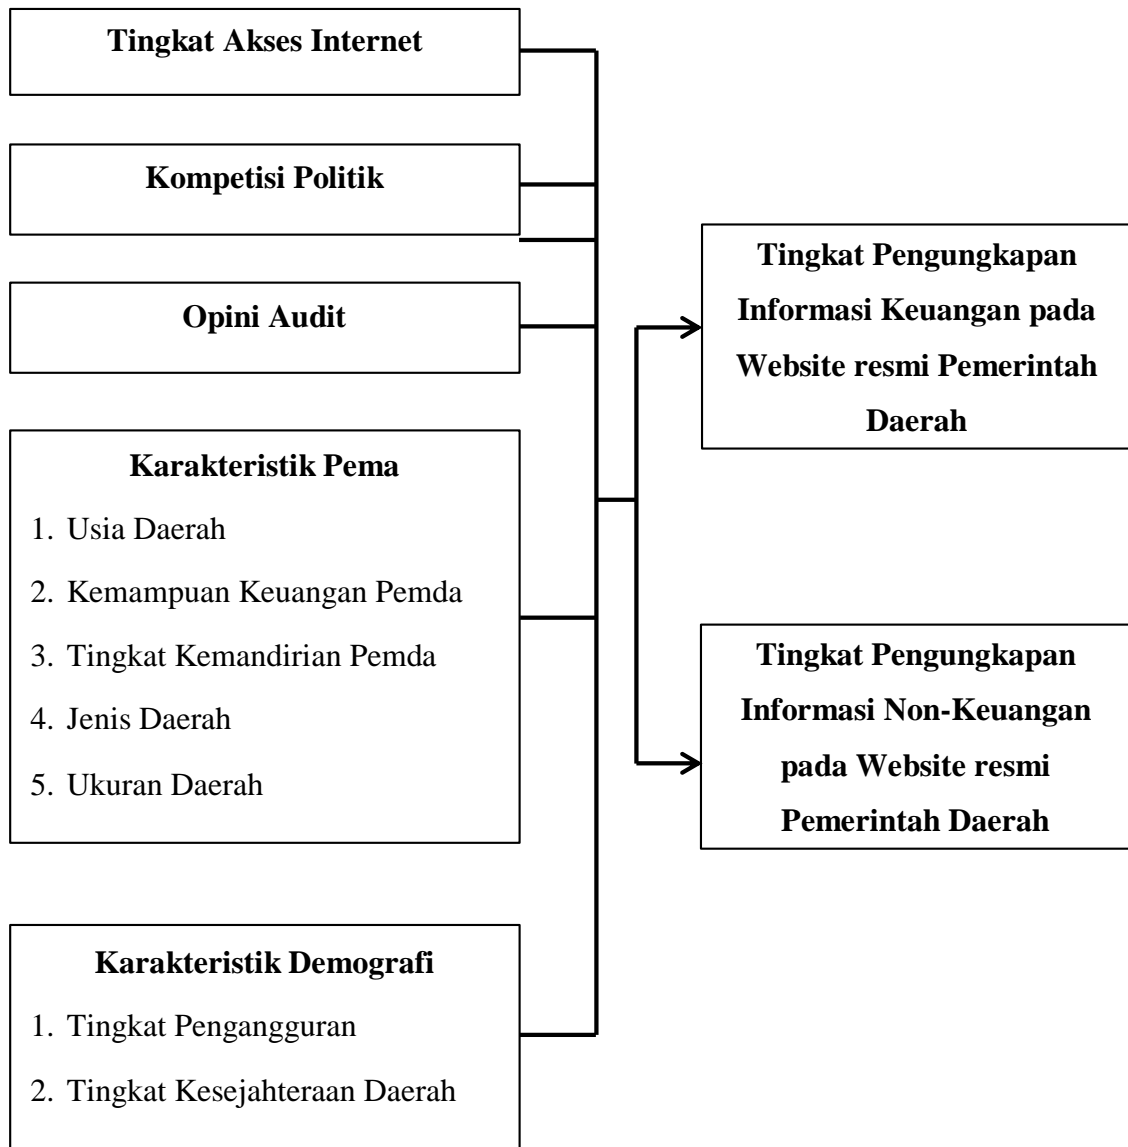 Tingkat Akses Internet
Kompetisi Politik
Opini Audit
Karakteristik Pema
1. Usia Daerah
2. Kemampuan Keuangan Pemda
3. Tingkat Kemandirian Pemda
4. Jenis Daerah
5. Ukuran Daerah
Karakteristik Demografi
1. Tingkat Pengangguran
2. Tingkat Kesejahteraan Daerah
Tingkat Pengungkapan
Informasi Keuangan pada
Website resmi Pemerintah
Daerah
Tingkat Pengungkapan
Informasi Non-Keuangan
pada Website resmi
Pemerintah Daerah